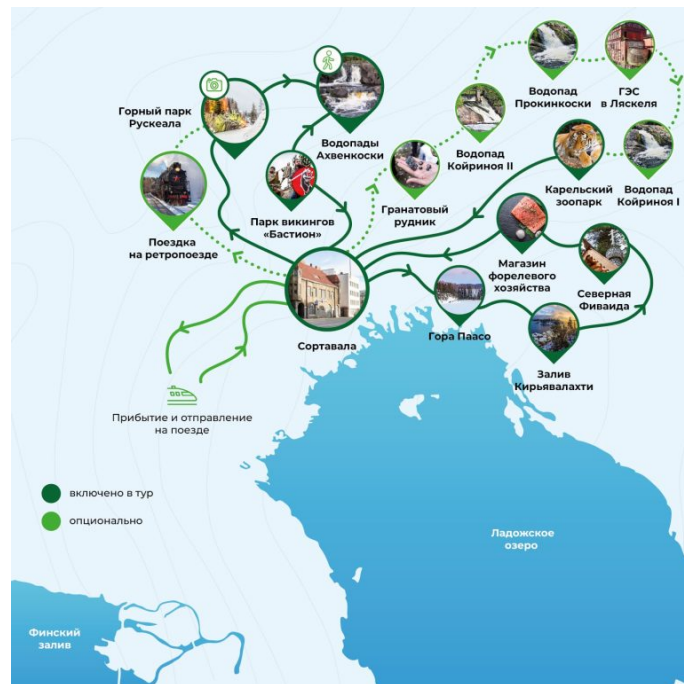 Горный парк
Рускеала
Водопады
Ахвенкоски
Водопад
Прокинкоски
ГЭС
в Ляскеля
Водопад
Койриноя II
Гранатовый
рудник
Карельский
зоопарк
Водопад
Койриноя I
Поездка
на ретропоезде
Парк викингов
«Бастион»
Магазин
форелевого
хозяйства
Северная
Фиваида
Сортавала
Гора Паасо
Залив
Кирьявалахти
Прибытие и отправление
на поезде
включено в тур
опционально
Ладожское
озеро
Финский
залив